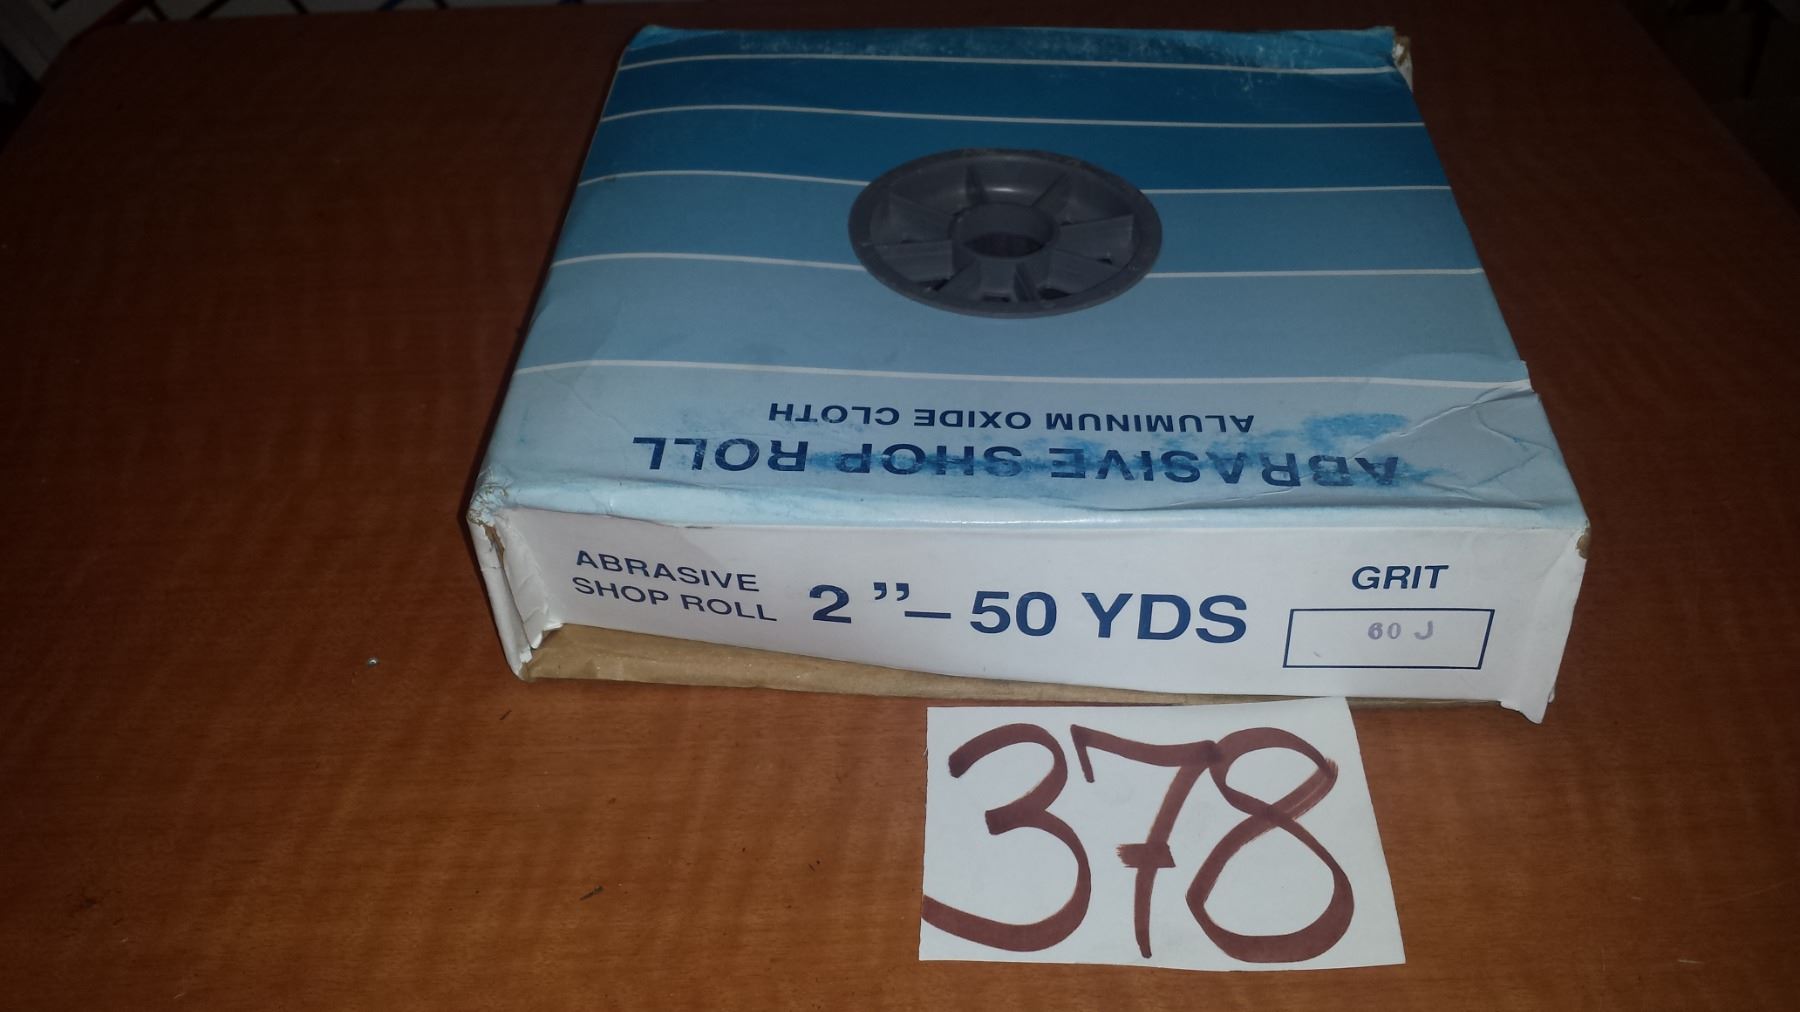 ABRASIVE SHOP ROLL
ALUMINUM OXIDE CLOTH
ABRASIVE
SHOP ROLL
2 ”– 50 YDS
GRIT
60 J
378